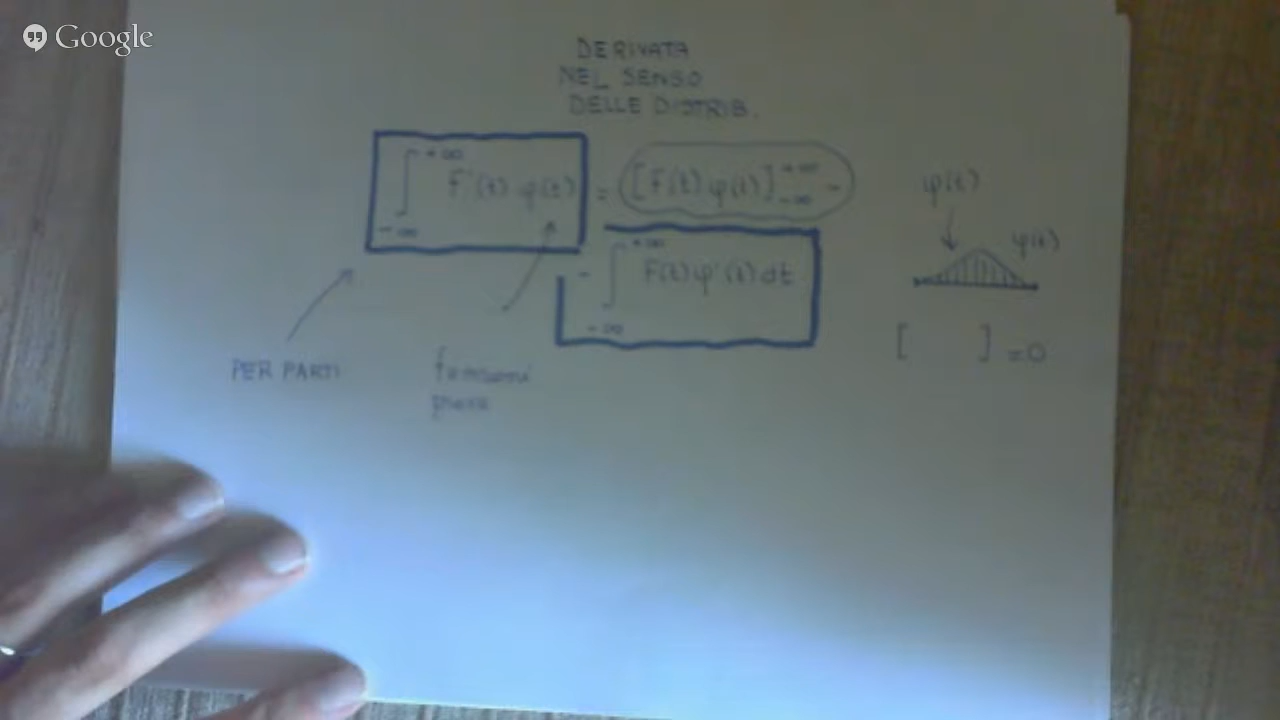 Google
DERIVATA
NEL SENSO
DELLE DISTRIB.
∫ +∞ -∞ f'(t) φ(t) = [f(t) φ(t)] +∞ -∞ -
- ∫ +∞ -∞ f(t) φ'(t) dt
φ(t)
φ(t)
[ ] = 0
PER PARTI
funzioni